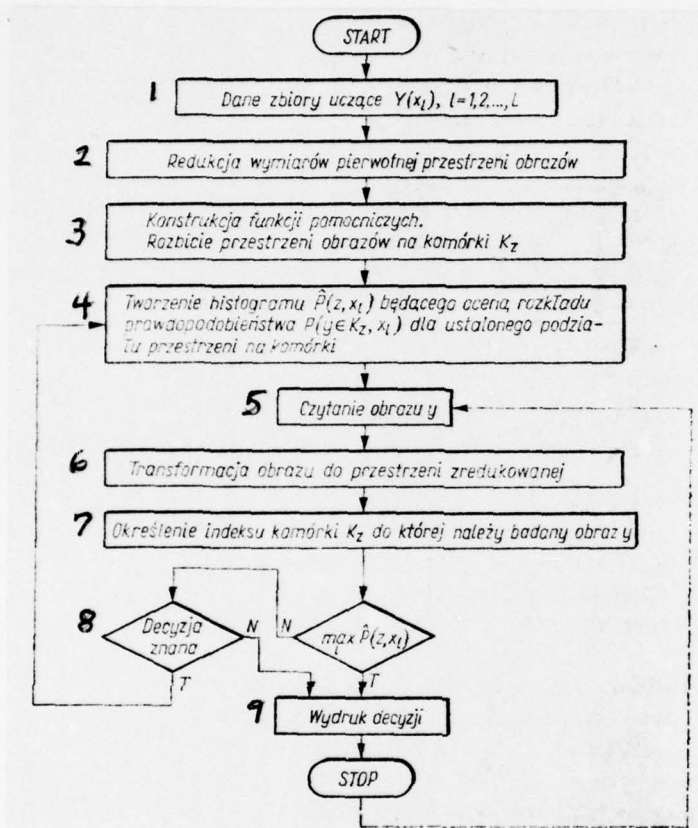 START
1 Dane zbiory uczące Y(x_l), l=1,2,...,L
2 Redukcja wymiarów pierwotnej przestrzeni obrazów
3 Konstrukcja funkcji pomocniczych.
Rozbicie przestrzeni obrazów na komórki K_z
4 Tworzenie histogramu P̂(z,x_l) będącego oceną rozkładu
prawdopodobieństwa P(y∈K_z,x_l) dla ustalonego podzia-
łu przestrzeni na komórki
5 Czytanie obrazu y
6 Transformacja obrazu do przestrzeni zredukowanej
7 Określenie indeksu komórki K_z do której należy badany obraz y
8 Decyzja
znana
N
N
max P̂(z,x_l)
l
T
T
9 Wydruk decyzji
STOP